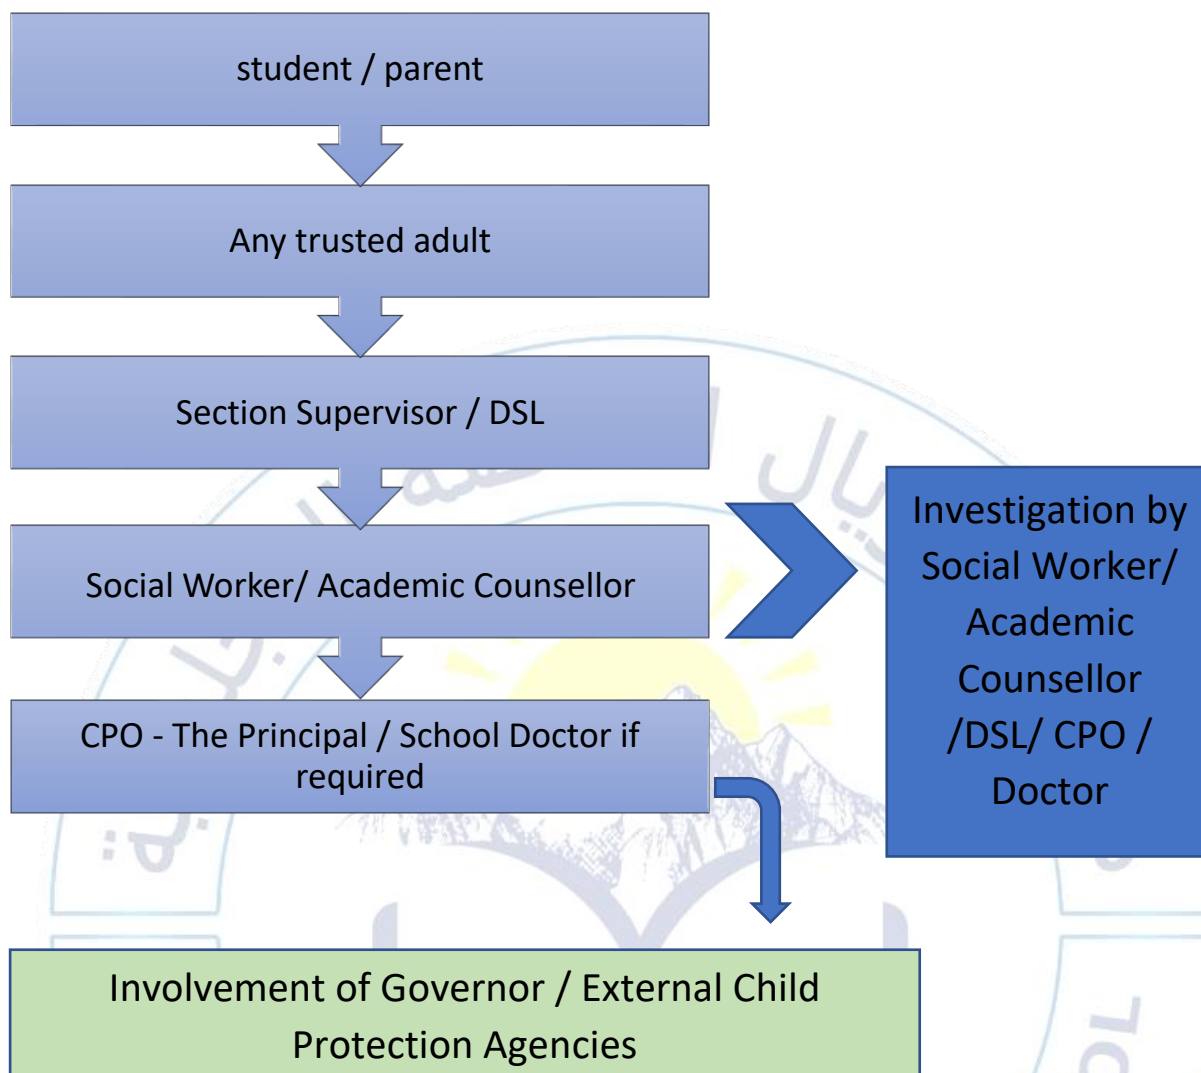 student / parent
Any trusted adult
Section Supervisor / DSL
Social Worker/ Academic Counsellor
CPO - The Principal / School Doctor if
required
Investigation by
Social Worker/
Academic
Counsellor
/DSL/ CPO /
Doctor
Involvement of Governor / External Child
Protection Agencies